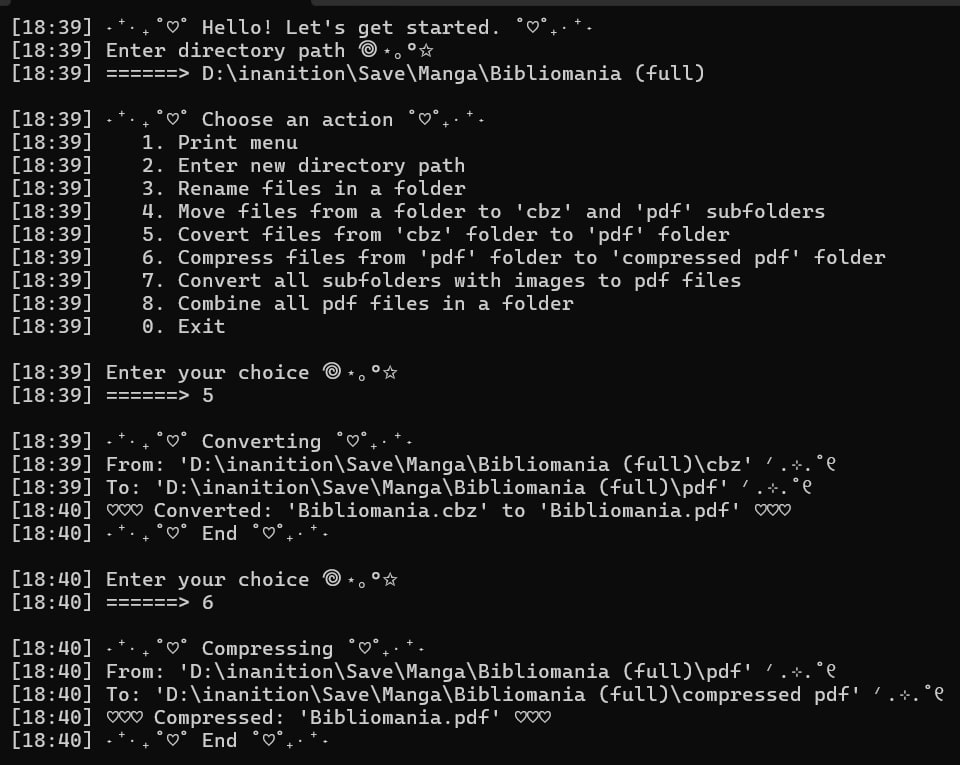 [18:39] ˗⁺‧₊˚♡˚ Hello! Let's get started. ˚♡˚₊‧⁺˗
[18:39] Enter directory path ꩜⋆｡°☆
[18:39] ======> D:\inanition\Save\Manga\Bibliomania (full)
[18:39] ˗⁺‧₊˚♡˚ Choose an action ˚♡˚₊‧⁺˗
[18:39]    1. Print menu
[18:39]    2. Enter new directory path
[18:39]    3. Rename files in a folder
[18:39]    4. Move files from a folder to 'cbz' and 'pdf' subfolders
[18:39]    5. Covert files from 'cbz' folder to 'pdf' folder
[18:39]    6. Compress files from 'pdf' folder to 'compressed pdf' folder
[18:39]    7. Convert all subfolders with images to pdf files
[18:39]    8. Combine all pdf files in a folder
[18:39]    0. Exit
[18:39] Enter your choice ꩜⋆｡°☆
[18:39] ======> 5
[18:39] ˗⁺‧₊˚♡˚ Converting ˚♡˚₊‧⁺˗
[18:39] From: 'D:\inanition\Save\Manga\Bibliomania (full)\cbz' ᐟ.⊹.˚୧
[18:39] To: 'D:\inanition\Save\Manga\Bibliomania (full)\pdf' ᐟ.⊹.˚୧
[18:40] ♡♡♡ Converted: 'Bibliomania.cbz' to 'Bibliomania.pdf' ♡♡♡
[18:40] ˗⁺‧₊˚♡˚ End ˚♡˚₊‧⁺˗
[18:40] Enter your choice ꩜⋆｡°☆
[18:40] ======> 6
[18:40] ˗⁺‧₊˚♡˚ Compressing ˚♡˚₊‧⁺˗
[18:40] From: 'D:\inanition\Save\Manga\Bibliomania (full)\pdf' ᐟ.⊹.˚୧
[18:40] To: 'D:\inanition\Save\Manga\Bibliomania (full)\compressed pdf' ᐟ.⊹.˚୧
[18:40] ♡♡♡ Compressed: 'Bibliomania.pdf' ♡♡♡
[18:40] ˗⁺‧₊˚♡˚ End ˚♡˚₊‧⁺˗